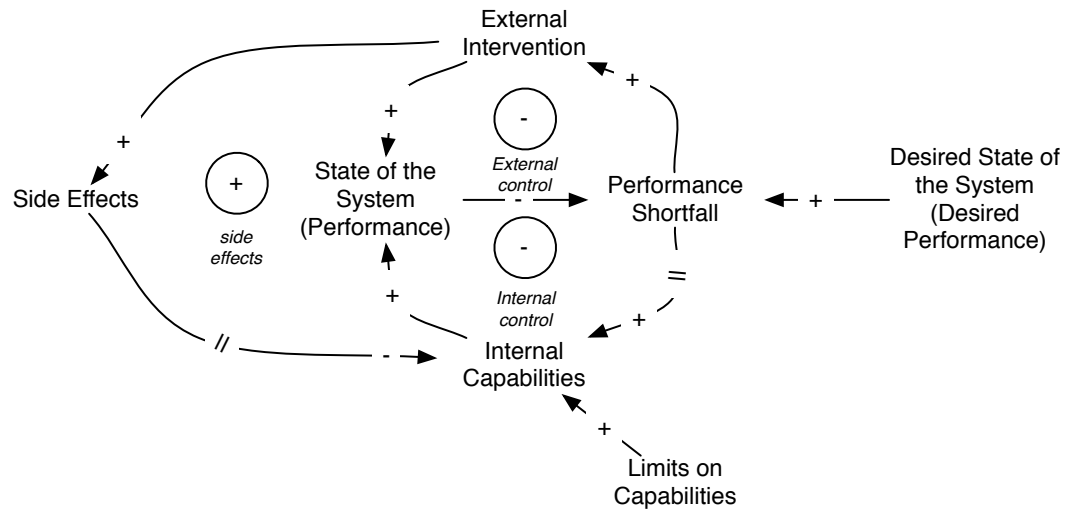 External
Intervention
+
+
+
+
-
External
control
State of the
System
(Performance)
-
Performance
Shortfall
+
Desired State of
the System
(Desired
Performance)
Side Effects
+
side
effects
-
Internal
control
+
=
+
//
-
Internal
Capabilities
+
Limits on
Capabilities